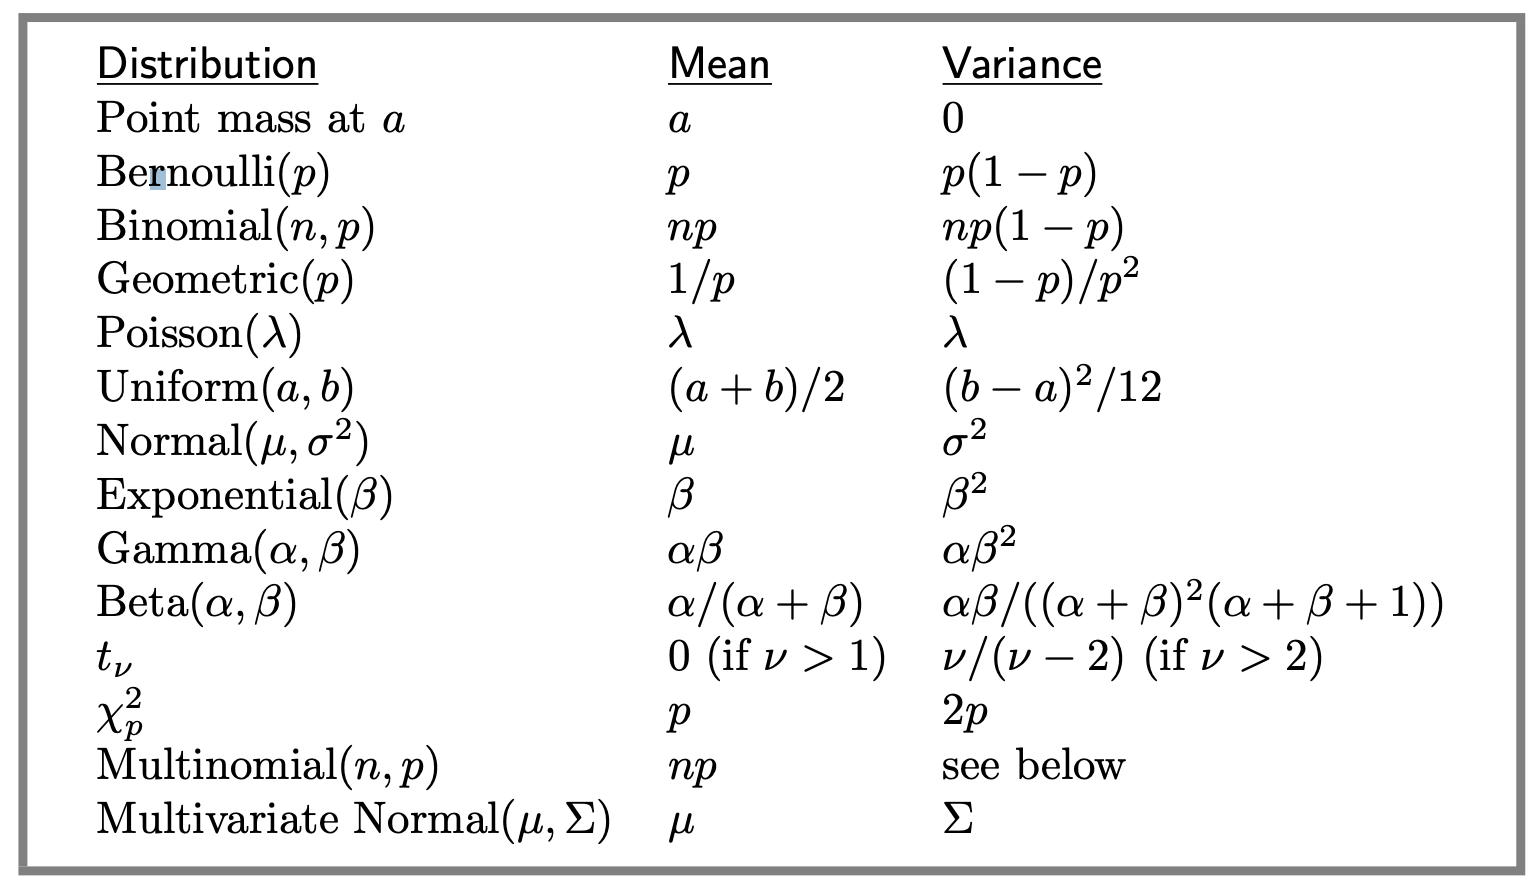 Distribution Mean Variance
Point mass at a a 0
Bernoulli(p) p p(1 − p)
Binomial(n, p) np np(1 − p)
Geometric(p) 1/p (1 − p)/p²
Poisson(λ) λ λ
Uniform(a, b) (a + b)/2 (b − a)²/12
Normal(μ, σ²) μ σ²
Exponential(β) β β²
Gamma(α, β) αβ αβ²
Beta(α, β) α/(α + β) αβ/((α + β)²(α + β + 1))
t_ν 0 (if ν > 1) ν/(ν − 2) (if ν > 2)
χ²_p p 2p
Multinomial(n, p) np see below
Multivariate Normal(μ, Σ) μ Σ